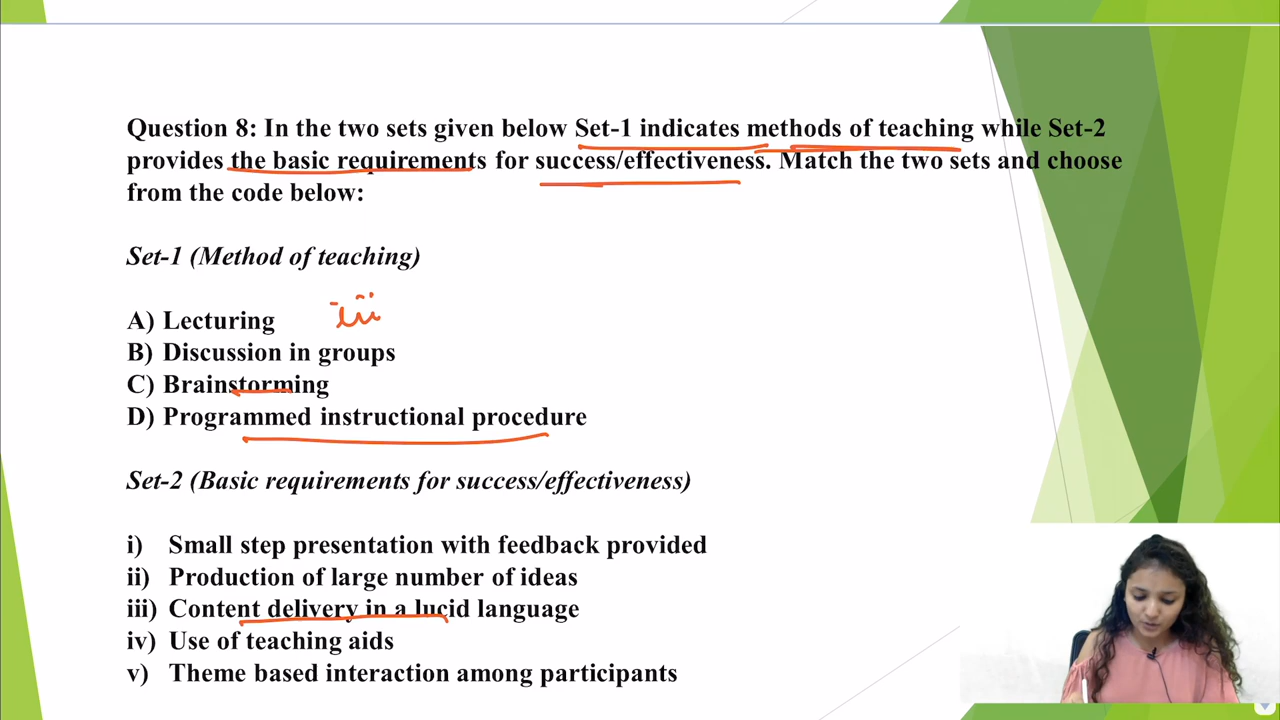 Question 8: In the two sets given below Set-1 indicates methods of teaching while Set-2
provides the basic requirements for success/effectiveness. Match the two sets and choose
from the code below:
Set-1 (Method of teaching)
A) Lecturing iii
B) Discussion in groups
C) Brainstorming
D) Programmed instructional procedure
Set-2 (Basic requirements for success/effectiveness)
i) Small step presentation with feedback provided
ii) Production of large number of ideas
iii) Content delivery in a lucid language
iv) Use of teaching aids
v) Theme based interaction among participants